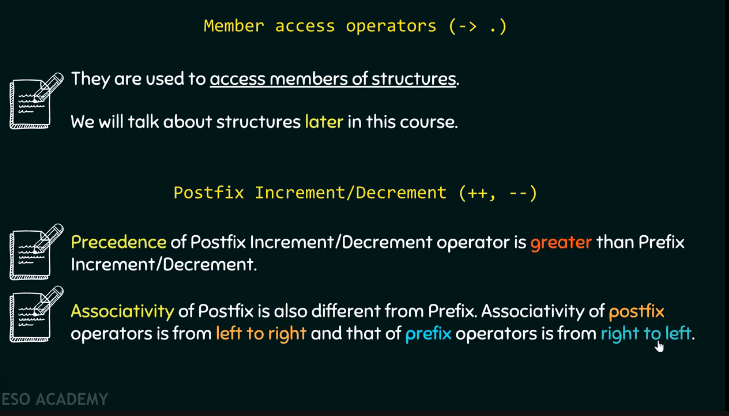 Member access operators (-> .)
They are used to access members of structures.
We will talk about structures later in this course.
Postfix Increment/Decrement (++, --)
Precedence of Postfix Increment/Decrement operator is greater than Prefix
Increment/Decrement.
Associativity of Postfix is also different from Prefix. Associativity of postfix
operators is from left to right and that of prefix operators is from right to left.
ESO ACADEMY